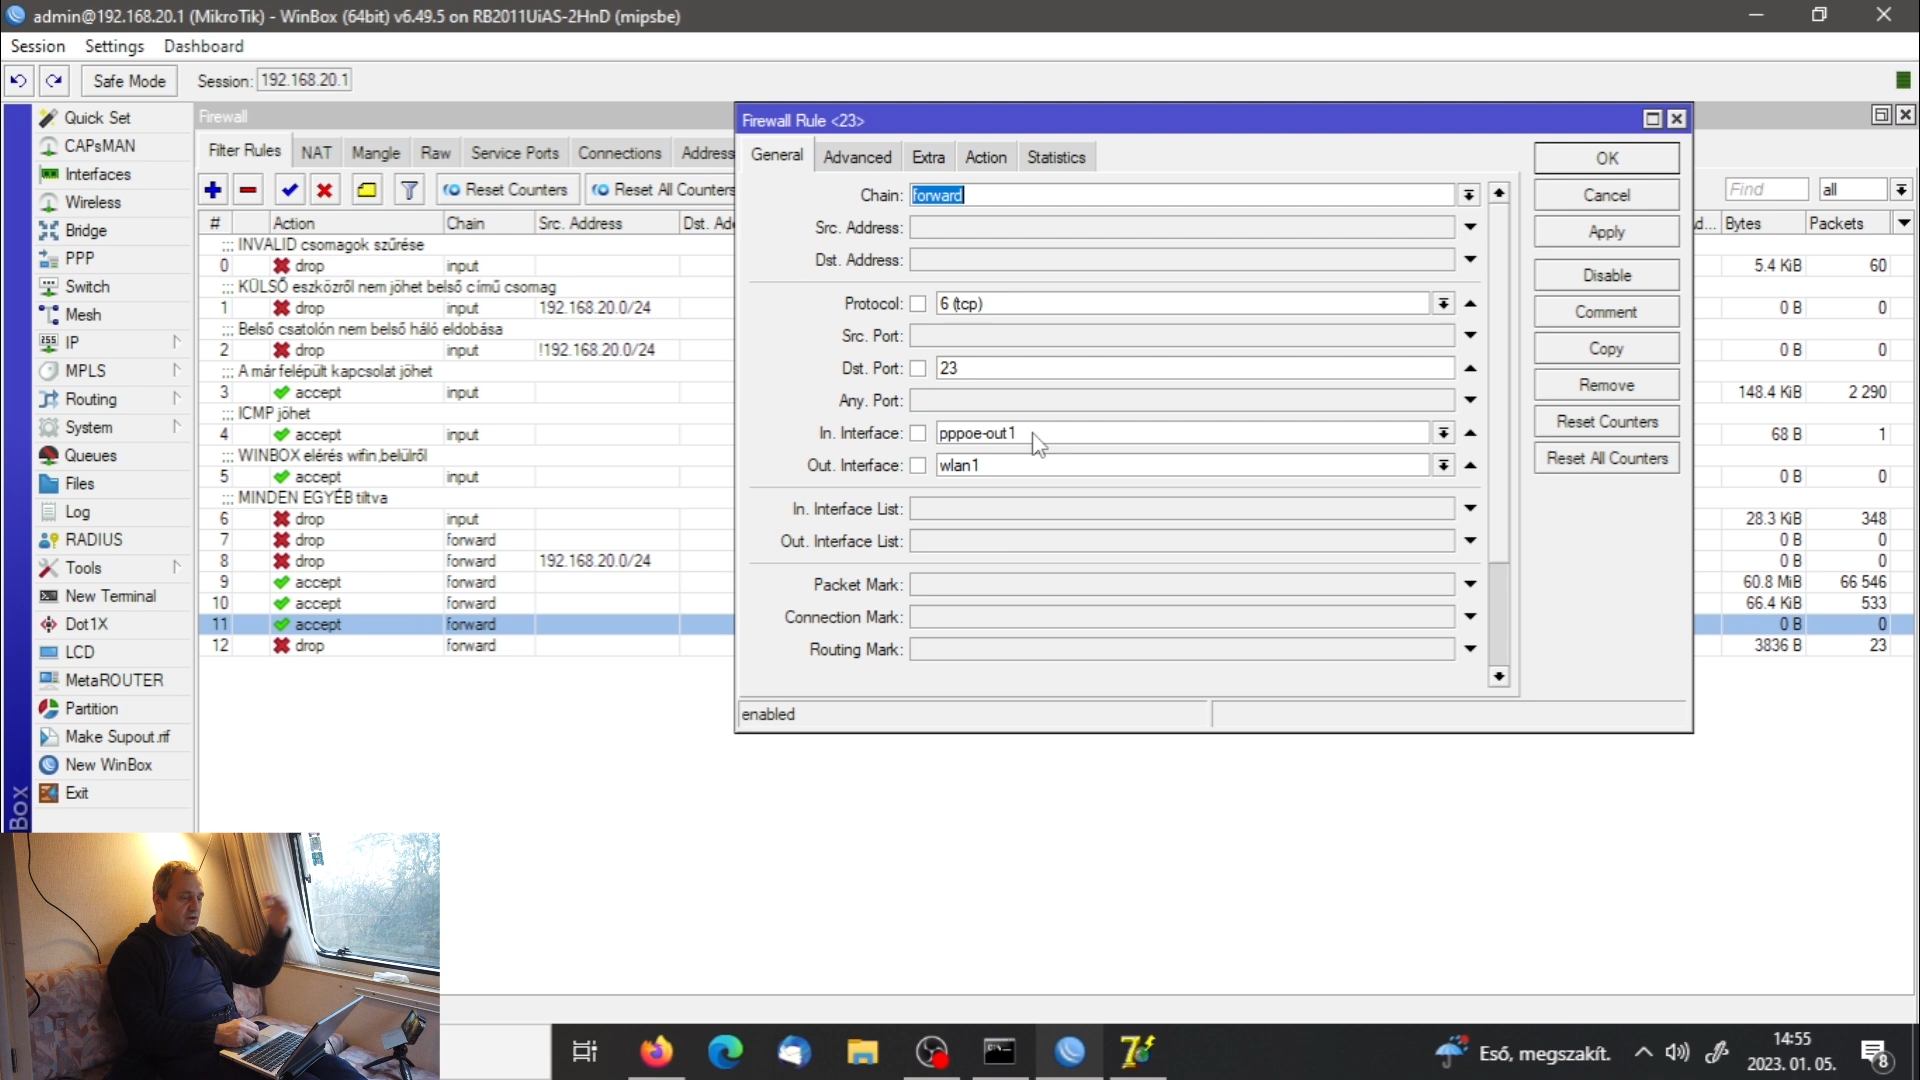 admin@192.168.20.1 (MikroTik) - WinBox (64bit) v6.49.5 on RB2011UiAS-2HnD (mipsbe)
Session Settings Dashboard
Safe Mode Session: 192.168.20.1
Quick Set
CAPsMAN
Interfaces
Wireless
Bridge
PPP
Switch
Mesh
IP
MPLS
Routing
System
Queues
Files
Log
RADIUS
Tools
New Terminal
Dot1X
LCD
MetaROUTER
Partition
Make Supout.rif
New WinBox
Exit
Box
Firewall
Filter Rules NAT Mangle Raw Service Ports Connections Address
Reset Counters Reset All Counters
Find all
# Action Chain Src. Address Dst. Ad Bytes Packets
::: INVALID csomagok szűrése
0 drop input 5.4 KiB 60
::: KÜLSŐ eszközről nem jöhet belső című csomag
1 drop input 192.168.20.0/24 0 B 0
::: Belső csatolón nem belső háló eldobása
2 drop input !192.168.20.0/24 0 B 0
::: A már felépült kapcsolat jöhet
3 accept input 148.4 KiB 2 290
::: ICMP jöhet
4 accept input 68 B 1
::: WINBOX elérés wifin,belülről
5 accept input 0 B 0
::: MINDEN EGYÉB tiltva
6 drop input 28.3 KiB 348
7 drop forward 0 B 0
8 drop forward 192.168.20.0/24 0 B 0
9 accept forward 60.8 MiB 66 546
10 accept forward 66.4 KiB 533
11 accept forward 0 B 0
12 drop forward 3836 B 23
Firewall Rule <23>
General Advanced Extra Action Statistics
Chain: forward
Src. Address:
Dst. Address:
Protocol: 6 (tcp)
Src. Port:
Dst. Port: 23
Any. Port:
In. Interface: pppoe-out1
Out. Interface: wlan1
In. Interface List:
Out. Interface List:
Packet Mark:
Connection Mark:
Routing Mark:
enabled
OK
Cancel
Apply
Disable
Comment
Copy
Remove
Reset Counters
Reset All Counters
Eső, megszakít.
14:55
2023. 01. 05.
8